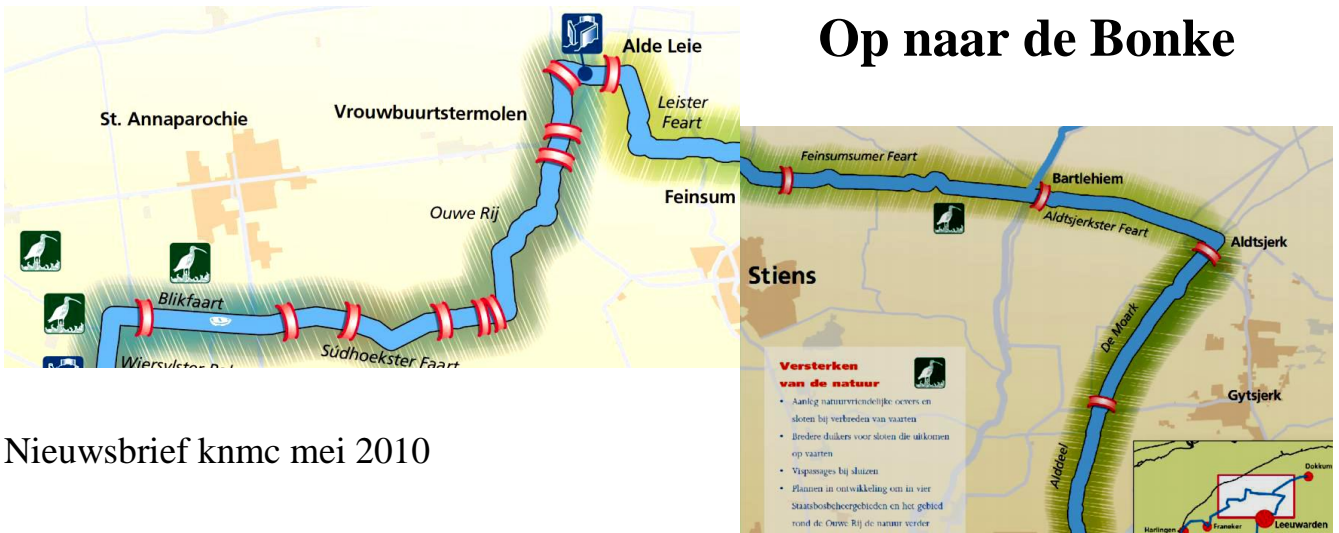 Op naar de Bonke
Alde Leie
St. Annaparochie
Vrouwbuurtstermolen
Leister
Feart
Feinsum
Ouwe Rij
Blikfaart
Súdhoekster Faart
Feinsumsumer Feart
Bartlehiem
Aldtsjerkster Feart
Aldtsjerk
Stiens
De Moark
Versterken
van de natuur
• Aanleg natuurvriendelijke oevers en
sloten bij verbreden van vaarten
• Bredere duikers voor sloten die uitkomen
op vaarten
• Vispassages bij sluizen
• Plannen in ontwikkeling om in vier
Staatsbosbeheergebieden en het gebied
rond de Ouwe Rij de natuur verder
Gytsjerk
Alddeel
Dokkum
Harlingen
Franeker
Leeuwarden
Nieuwsbrief knmc mei 2010